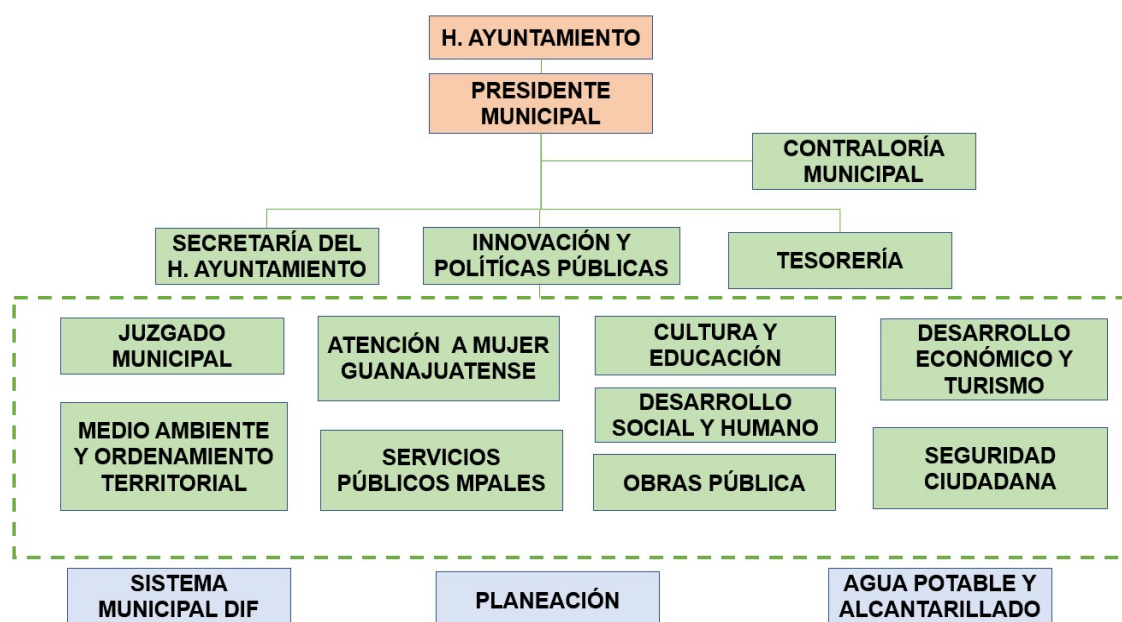 H. AYUNTAMIENTO
PRESIDENTE
MUNICIPAL
CONTRALORÍA
MUNICIPAL
SECRETARÍA DEL
H. AYUNTAMIENTO
INNOVACIÓN Y
POLÍTÍCAS PÚBLICAS
TESORERÍA
JUZGADO
MUNICIPAL
ATENCIÓN A MUJER
GUANAJUATENSE
CULTURA Y
EDUCACIÓN
DESARROLLO
ECONÓMICO Y
TURISMO
MEDIO AMBIENTE
Y ORDENAMIENTO
TERRITORIAL
SERVICIOS
PÚBLICOS MPALES
DESARROLLO
SOCIAL Y HUMANO
OBRAS PÚBLICA
SEGURIDAD
CIUDADANA
SISTEMA
MUNICIPAL DIF
PLANEACIÓN
AGUA POTABLE Y
ALCANTARILLADO